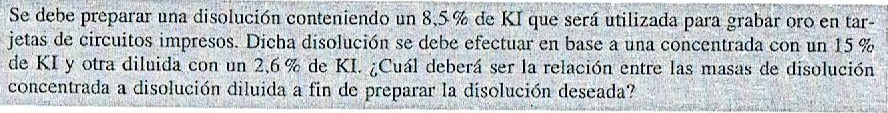 Se debe preparar una disolución conteniendo un 8,5 % de KI que será utilizada para grabar oro en tar-
jetas de circuitos impresos. Dicha disolución se debe efectuar en base a una concentrada con un 15 %
de KI y otra diluida con un 2,6 % de KI. ¿Cuál deberá ser la relación entre las masas de disolución
concentrada a disolución diluida a fin de preparar la disolución deseada?